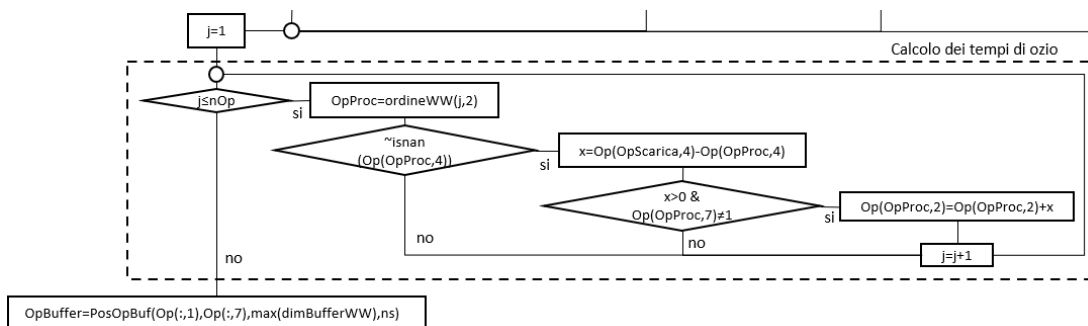 j=1
Calcolo dei tempi di ozio
j≤nOp
si
OpProc=ordineWW(j,2)
~isnan
(Op(OpProc,4))
si
x=Op(OpScarica,4)-Op(OpProc,4)
x>0 &
Op(OpProc,7)≠1
si
Op(OpProc,2)=Op(OpProc,2)+x
no
no
j=j+1
no
OpBuffer=PosOpBuf(Op(:,1),Op(:,7),max(dimBufferWW),ns)